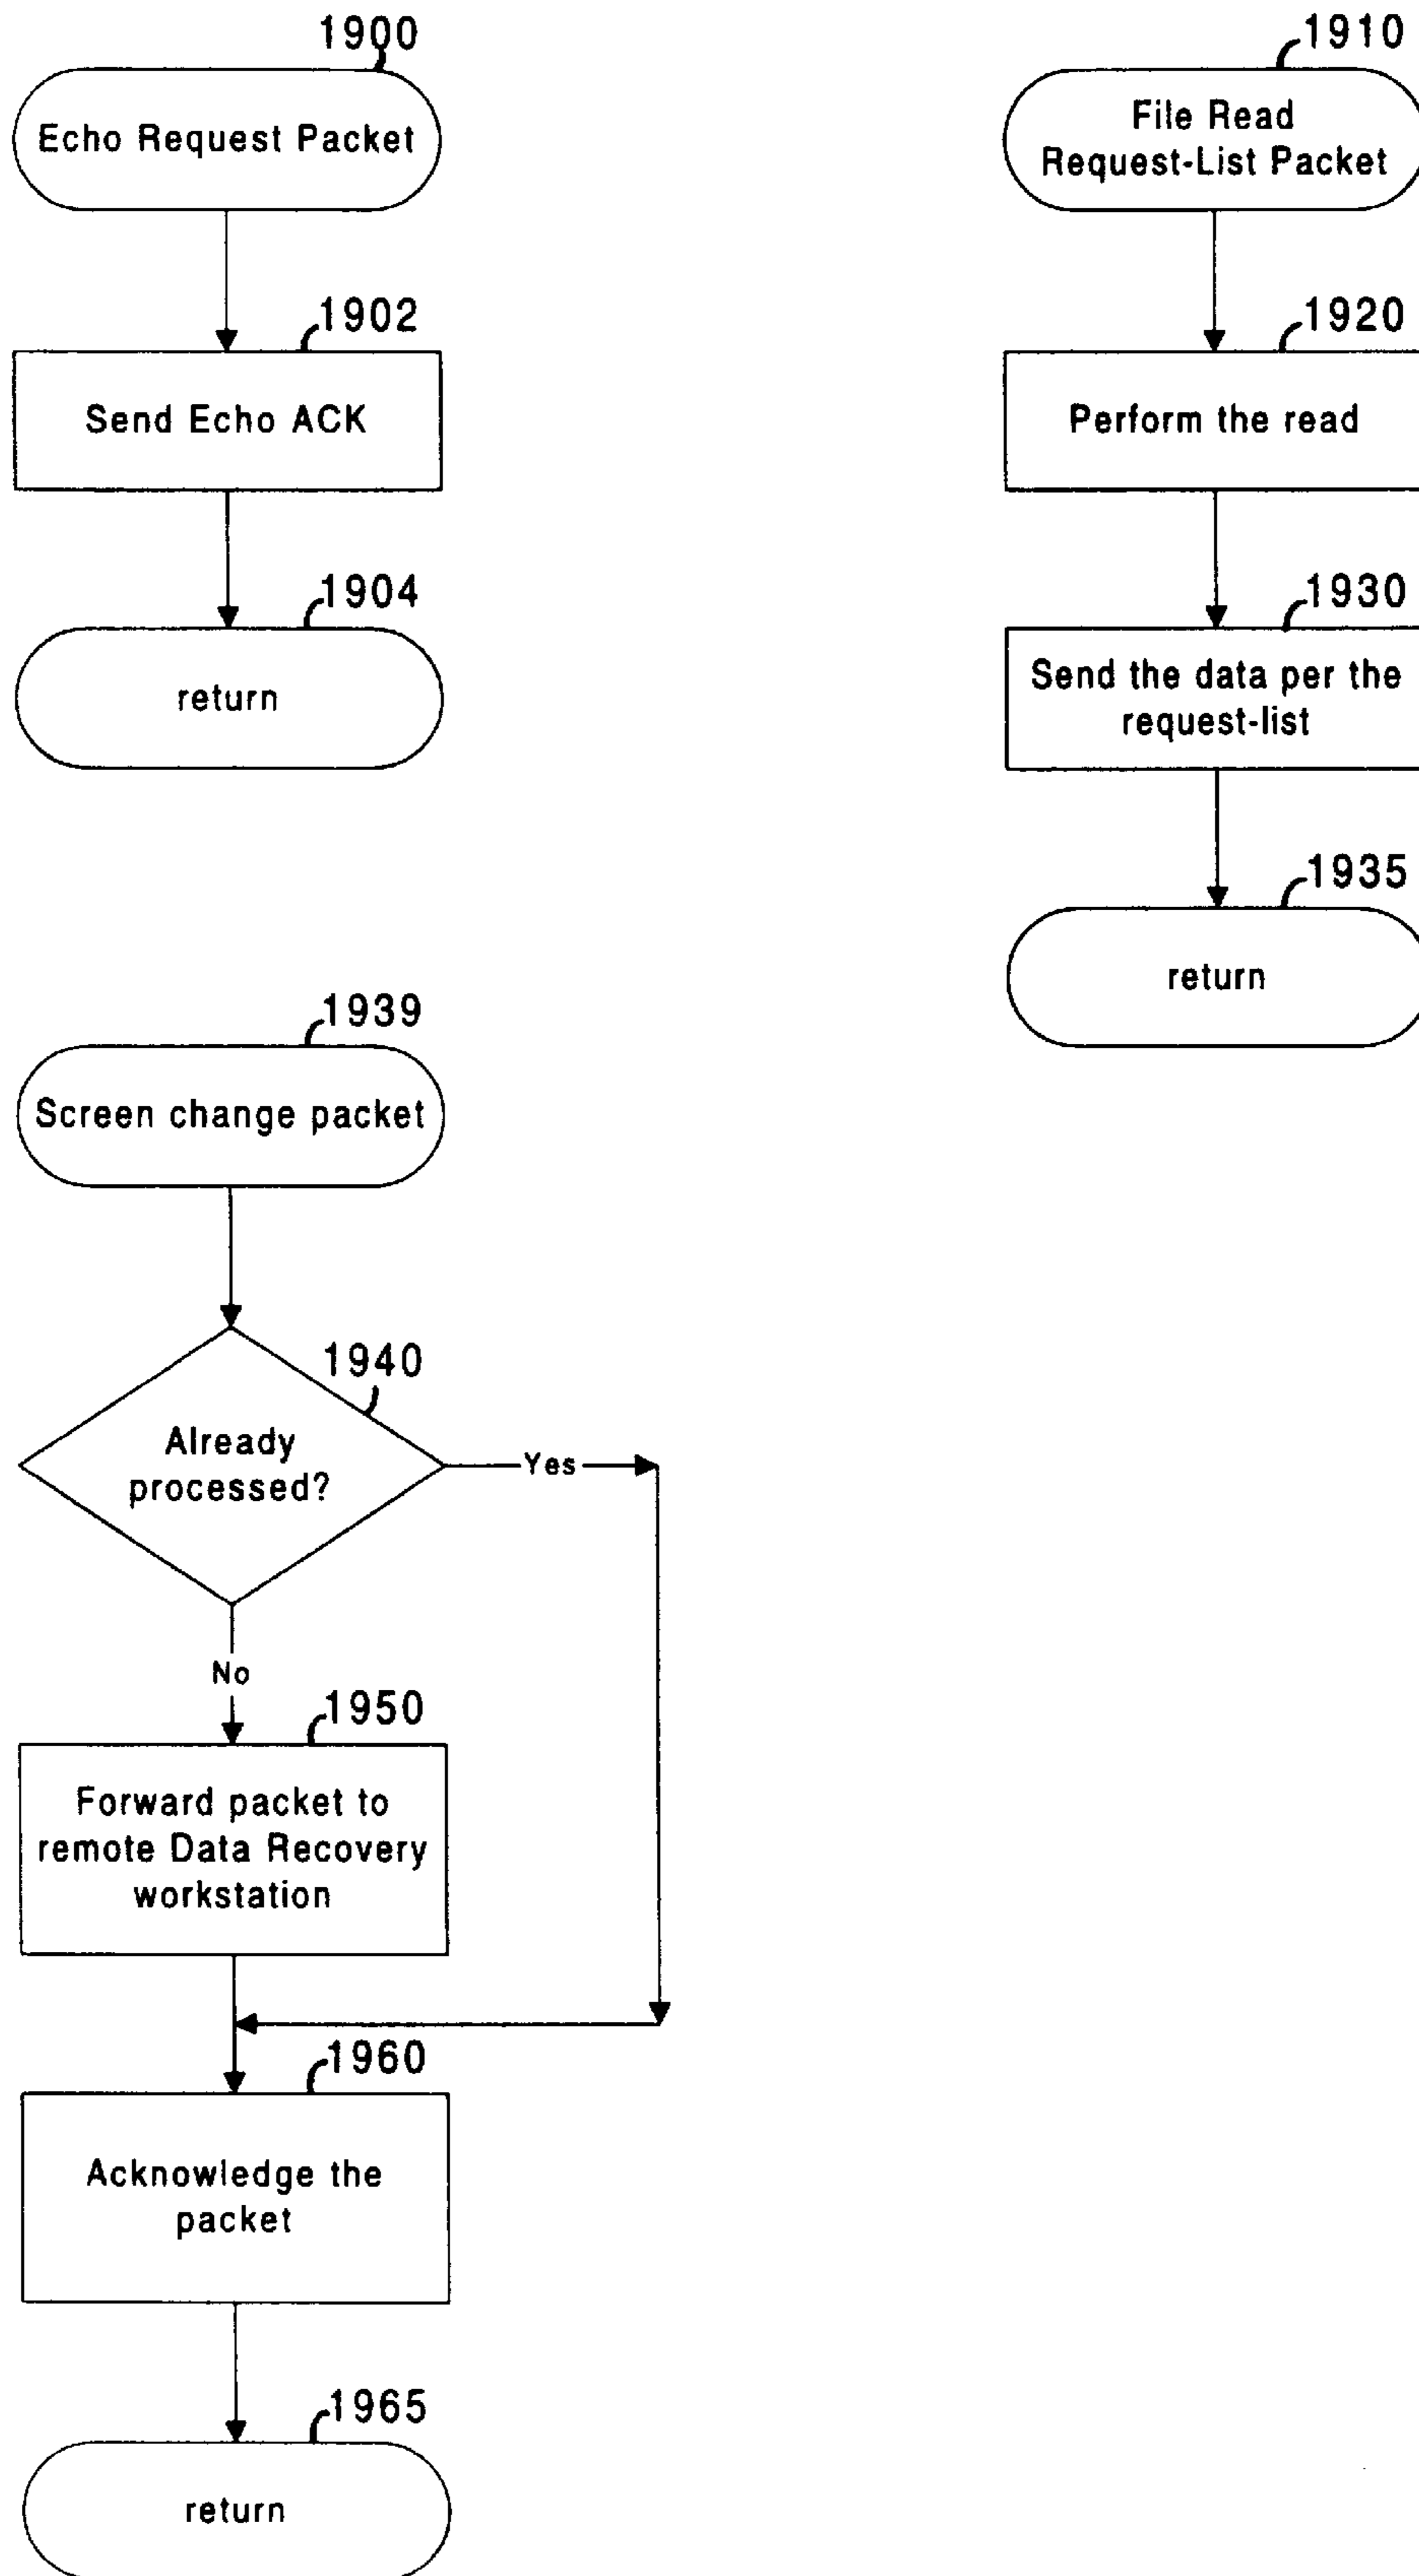 1900
Echo Request Packet
1902
Send Echo ACK
1904
return
1910
File Read
Request-List Packet
1920
Perform the read
1930
Send the data per the
request-list
1935
return
1939
Screen change packet
1940
Already
processed?
Yes
No
1950
Forward packet to
remote Data Recovery
workstation
1960
Acknowledge the
packet
1965
return